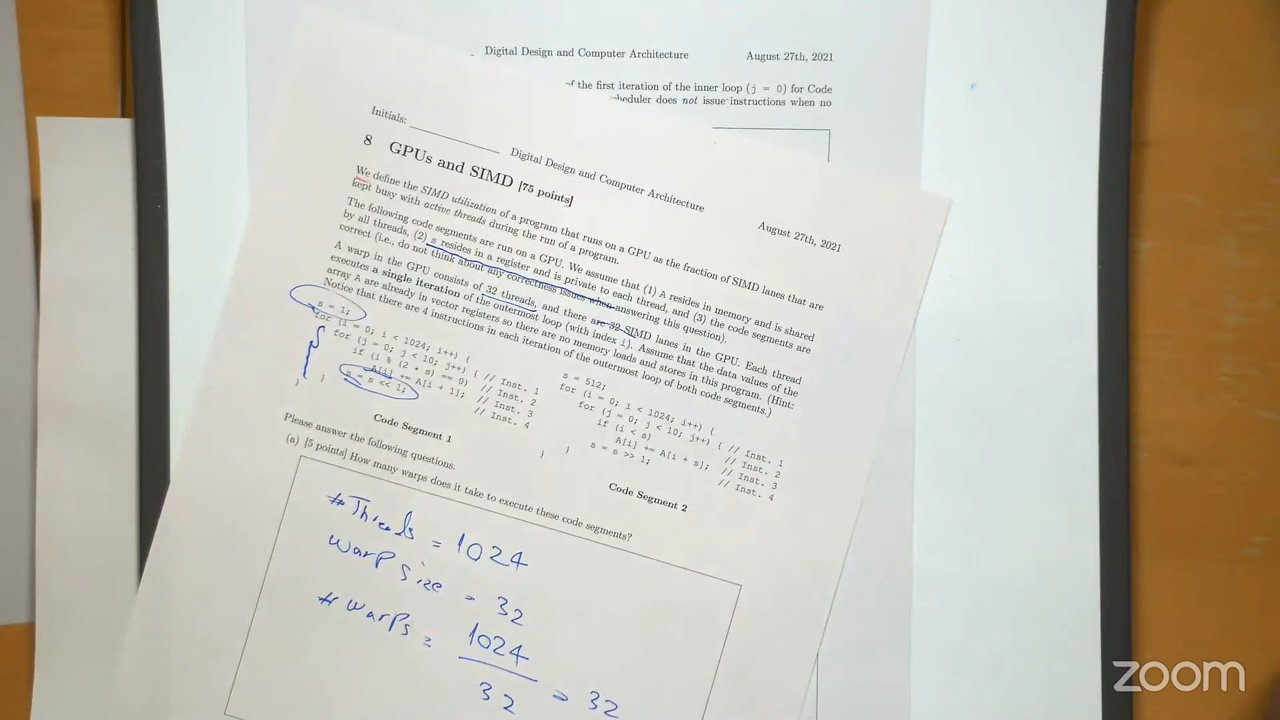 Digital Design and Computer Architecture August 27th, 2021
of the first iteration of the inner loop (j = 0) for Code
scheduler does not issue instructions when no
Initials:
Digital Design and Computer Architecture
August 27th, 2021
8 GPUs and SIMD [75 points]
We define the SIMD utilization of a program that runs on a GPU as the fraction of SIMD lanes that are
kept busy with active threads during the run of a program.
The following code segments are run on a GPU. We assume that (1) A resides in memory and is shared
by all threads, (2) s resides in a register and is private to each thread, and (3) the code segments are
correct (i.e., do not think about any correctness issues when answering this question).
A warp in the GPU consists of 32 threads, and there are 32 SIMD lanes in the GPU. Each thread
executes a single iteration of the outermost loop (with index i). Assume that the data values of the
array A are already in vector registers so there are no memory loads and stores in this program. (Hint:
Notice that there are 4 instructions in each iteration of the outermost loop of both code segments.)
s = 1;
for (i = 0; i < 1024; i++) {
for (j = 0; j < 10; j++) { // Inst. 1
if (i % (2 * s) == 0) // Inst. 2
A[i] += A[i + 1]; // Inst. 3
s = s << 1; // Inst. 4
}
}
Code Segment 1
s = 512;
for (i = 0; i < 1024; i++) {
for (j = 0; j < 10; j++) { // Inst. 1
if (i < s) // Inst. 2
A[i] += A[i + s]; // Inst. 3
s = s >> 1; // Inst. 4
}
}
Code Segment 2
Please answer the following questions.
(a) [5 points] How many warps does it take to execute these code segments?
# Threads = 1024
warp size = 32
# warps = 1024
32 = 32
zoom